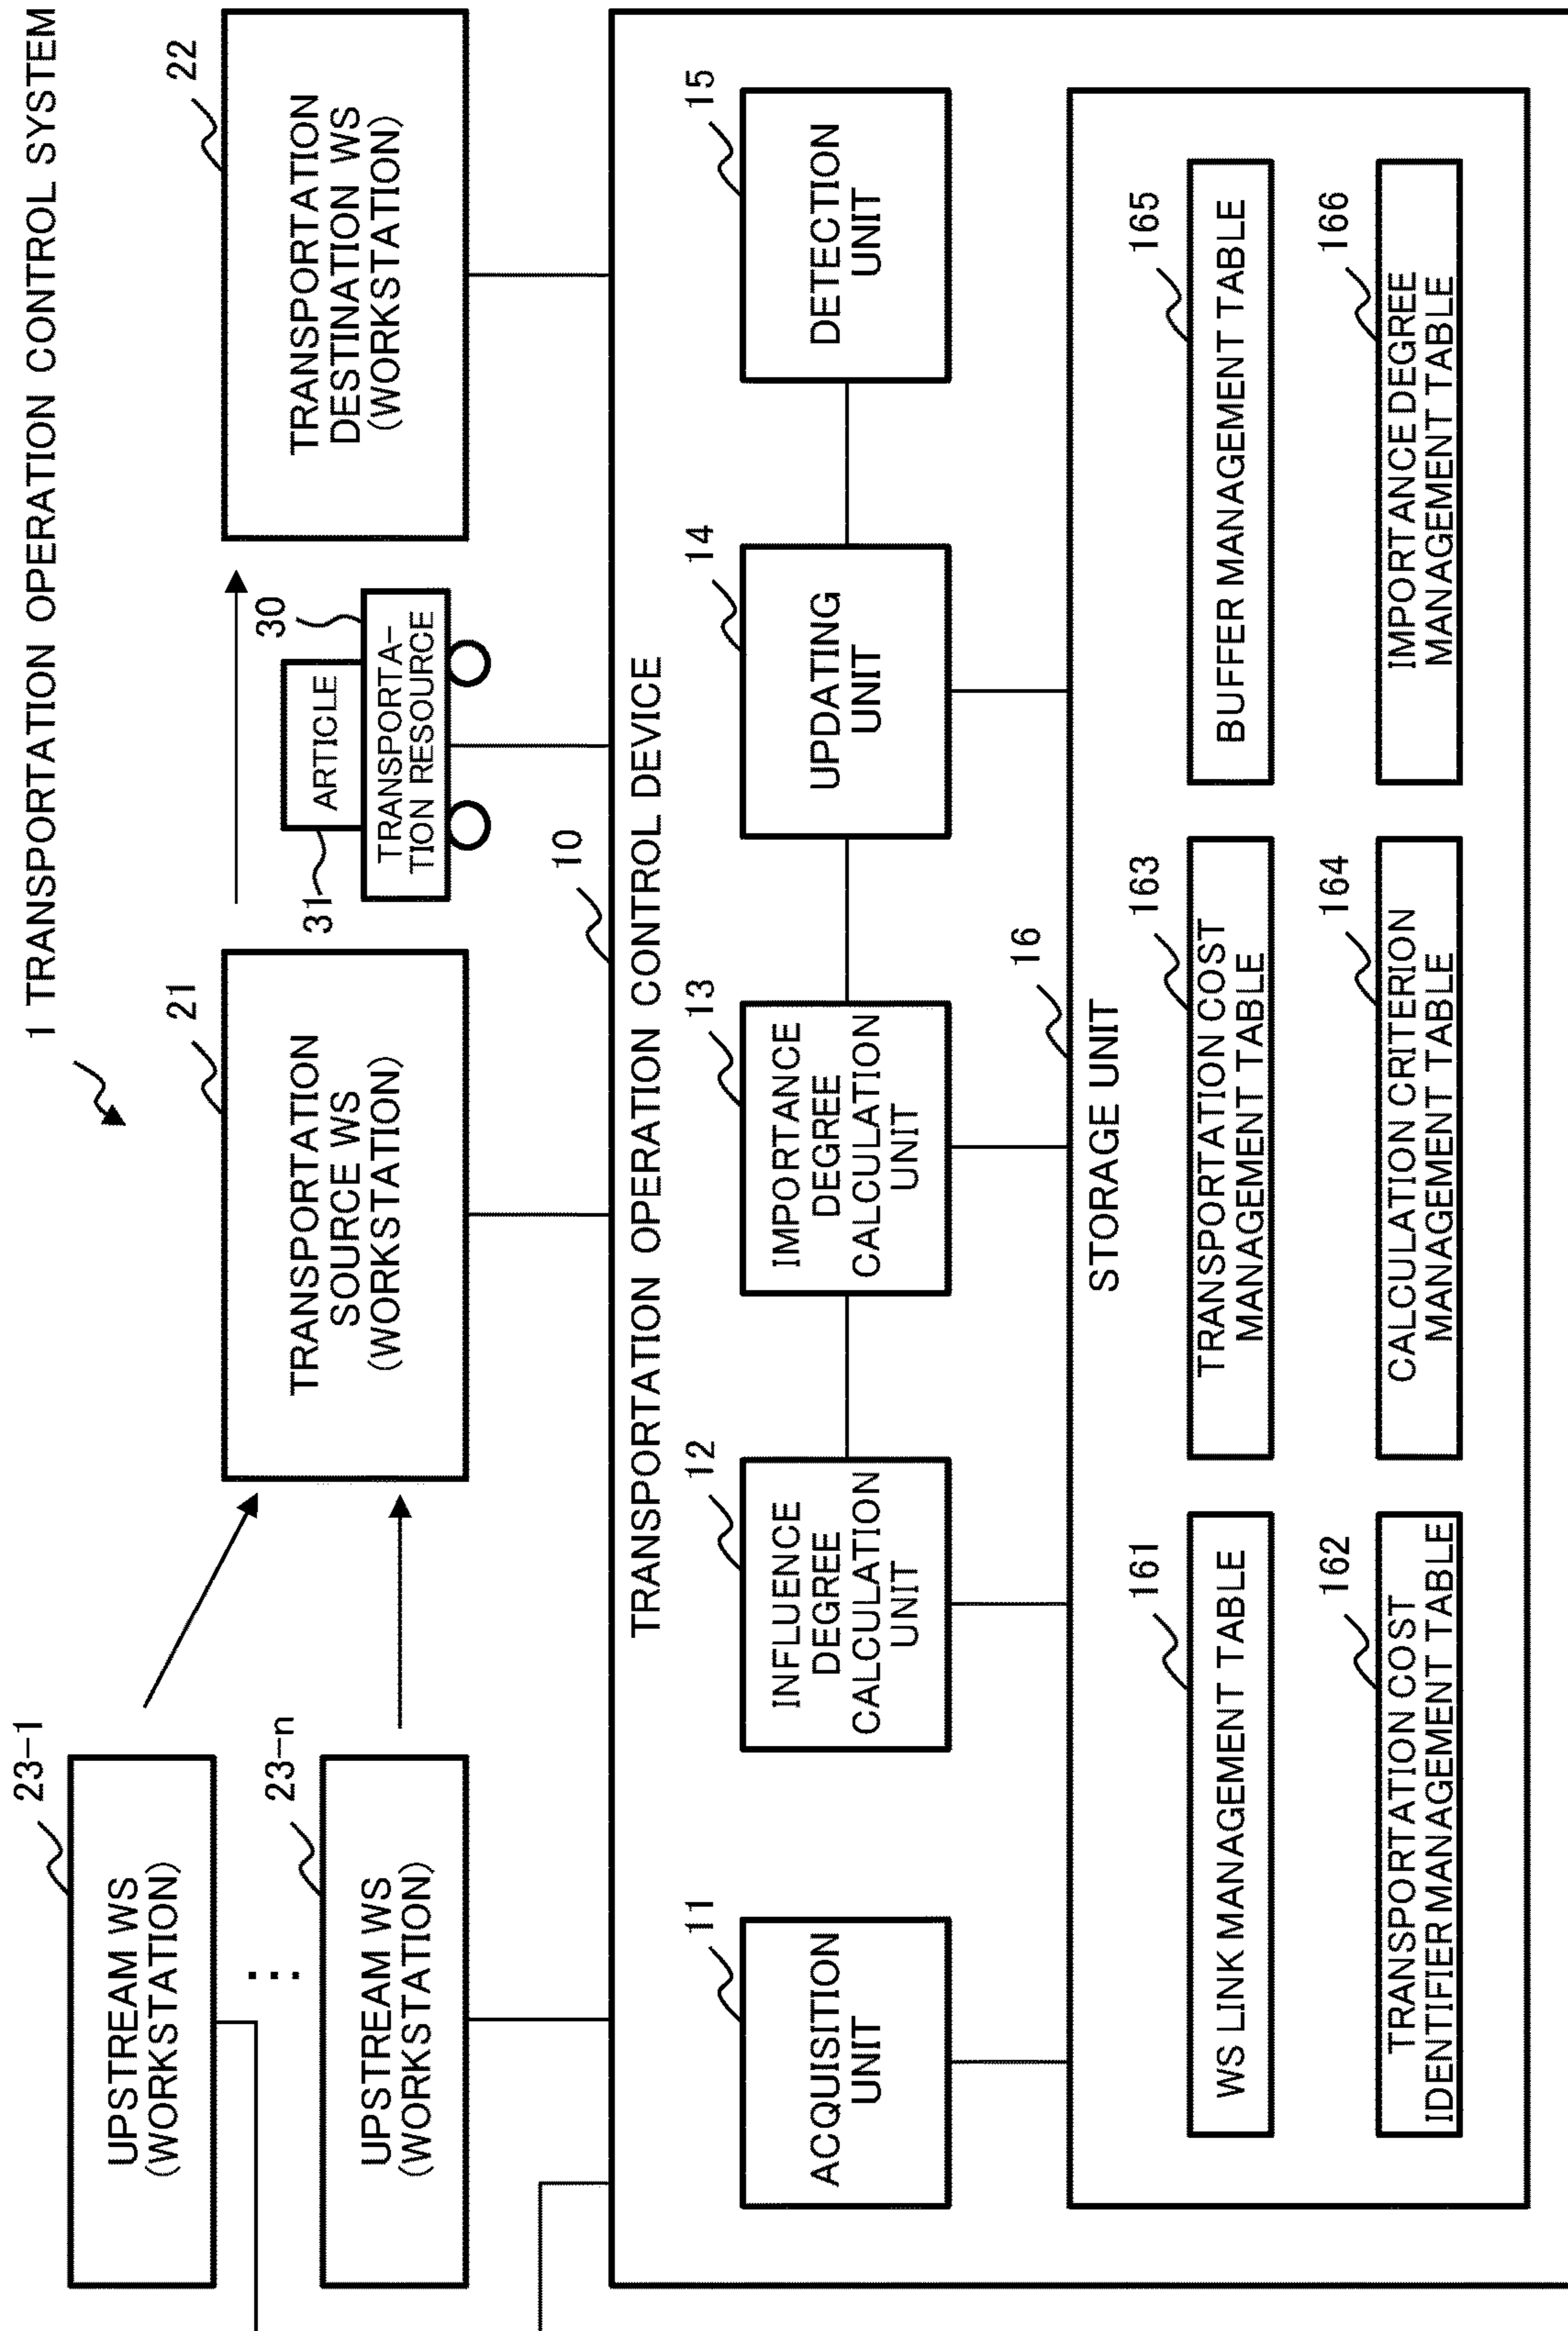 1 TRANSPORTATION OPERATION CONTROL SYSTEM
23-1
UPSTREAM WS
(WORKSTATION)
...
23-n
UPSTREAM WS
(WORKSTATION)
21
TRANSPORTATION
SOURCE WS
(WORKSTATION)
31
ARTICLE
30
TRANSPORTA-
TION RESOURCE
22
TRANSPORTATION
DESTINATION WS
(WORKSTATION)
10
TRANSPORTATION OPERATION CONTROL DEVICE
11
ACQUISITION
UNIT
12
INFLUENCE
DEGREE
CALCULATION
UNIT
13
IMPORTANCE
DEGREE
CALCULATION
UNIT
14
UPDATING
UNIT
15
DETECTION
UNIT
16
STORAGE UNIT
161
WS LINK MANAGEMENT TABLE
163
TRANSPORTATION COST
MANAGEMENT TABLE
165
BUFFER MANAGEMENT TABLE
162
TRANSPORTATION COST
IDENTIFIER MANAGEMENT TABLE
164
CALCULATION CRITERION
MANAGEMENT TABLE
166
IMPORTANCE DEGREE
MANAGEMENT TABLE